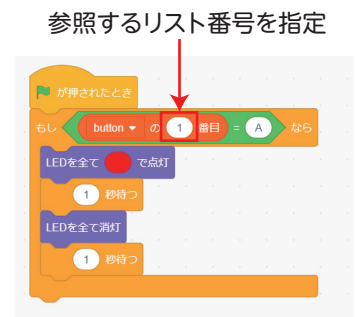 参照するリスト番号を指定
が押されたとき
もし button の 1 番目 = A なら
LEDを全て で点灯
1 秒待つ
LEDを全て消灯
1 秒待つ